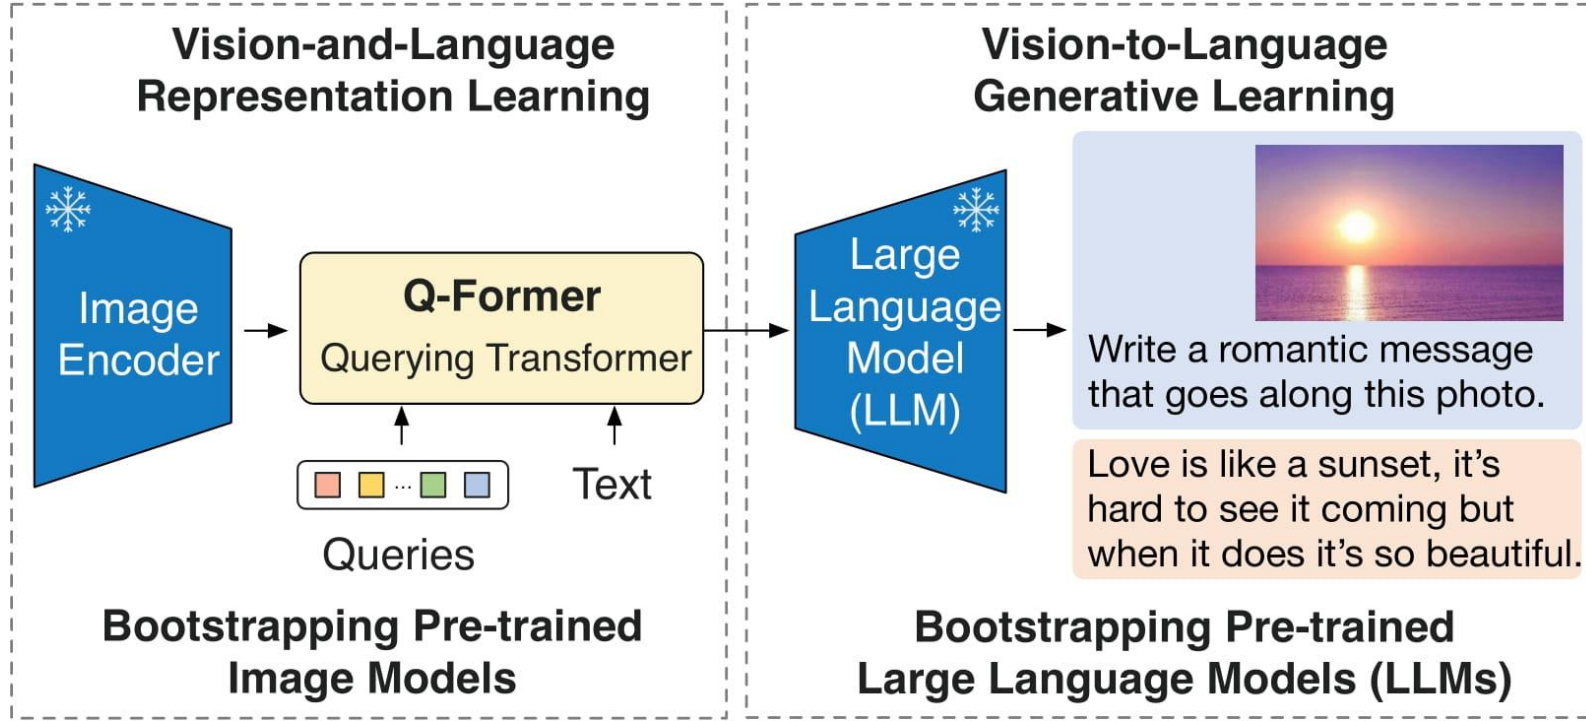 Vision-and-Language
Representation Learning
Image
Encoder
Q-Former
Querying Transformer
...
Queries
Text
Bootstrapping Pre-trained
Image Models
Vision-to-Language
Generative Learning
Large
Language
Model
(LLM)
Write a romantic message
that goes along this photo.
Love is like a sunset, it's
hard to see it coming but
when it does it's so beautiful.
Bootstrapping Pre-trained
Large Language Models (LLMs)